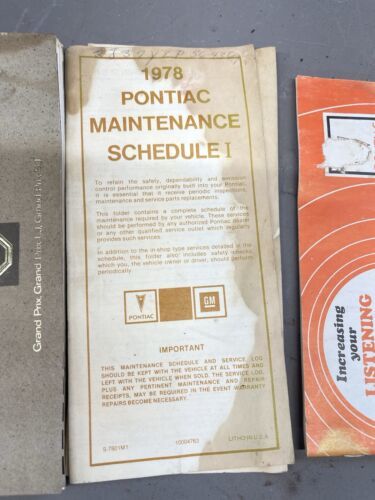 Grand Prix, Grand Prix LJ, Grand Prix SJ
1978
PONTIAC
MAINTENANCE
SCHEDULE I
To retain the safety, dependability and emission
control performance originally built into your Pontiac,
it is essential that it receive periodic inspections,
maintenance and service parts replacements.
This folder contains a complete schedule of the
maintenance required by your vehicle. These services
should be performed by any authorized Pontiac dealer
or any other qualified service outlet which regularly
provides such services.
In addition to the in-shop type services detailed in the
schedule, this folder also includes safety checks
which you, the vehicle owner or driver, should perform
periodically.
PONTIAC
GM
IMPORTANT
THIS MAINTENANCE SCHEDULE AND SERVICE LOG
SHOULD BE KEPT WITH THE VEHICLE AT ALL TIMES AND
LEFT WITH THE VEHICLE WHEN SOLD. THE SERVICE LOG,
PLUS ANY PERTINENT MAINTENANCE AND REPAIR
RECEIPTS, MAY BE REQUIRED IN THE EVENT WARRANTY
REPAIRS BECOME NECESSARY.
S-7801M1
10004763
LITHO IN U.S.A.
Increasing
your
LISTENING